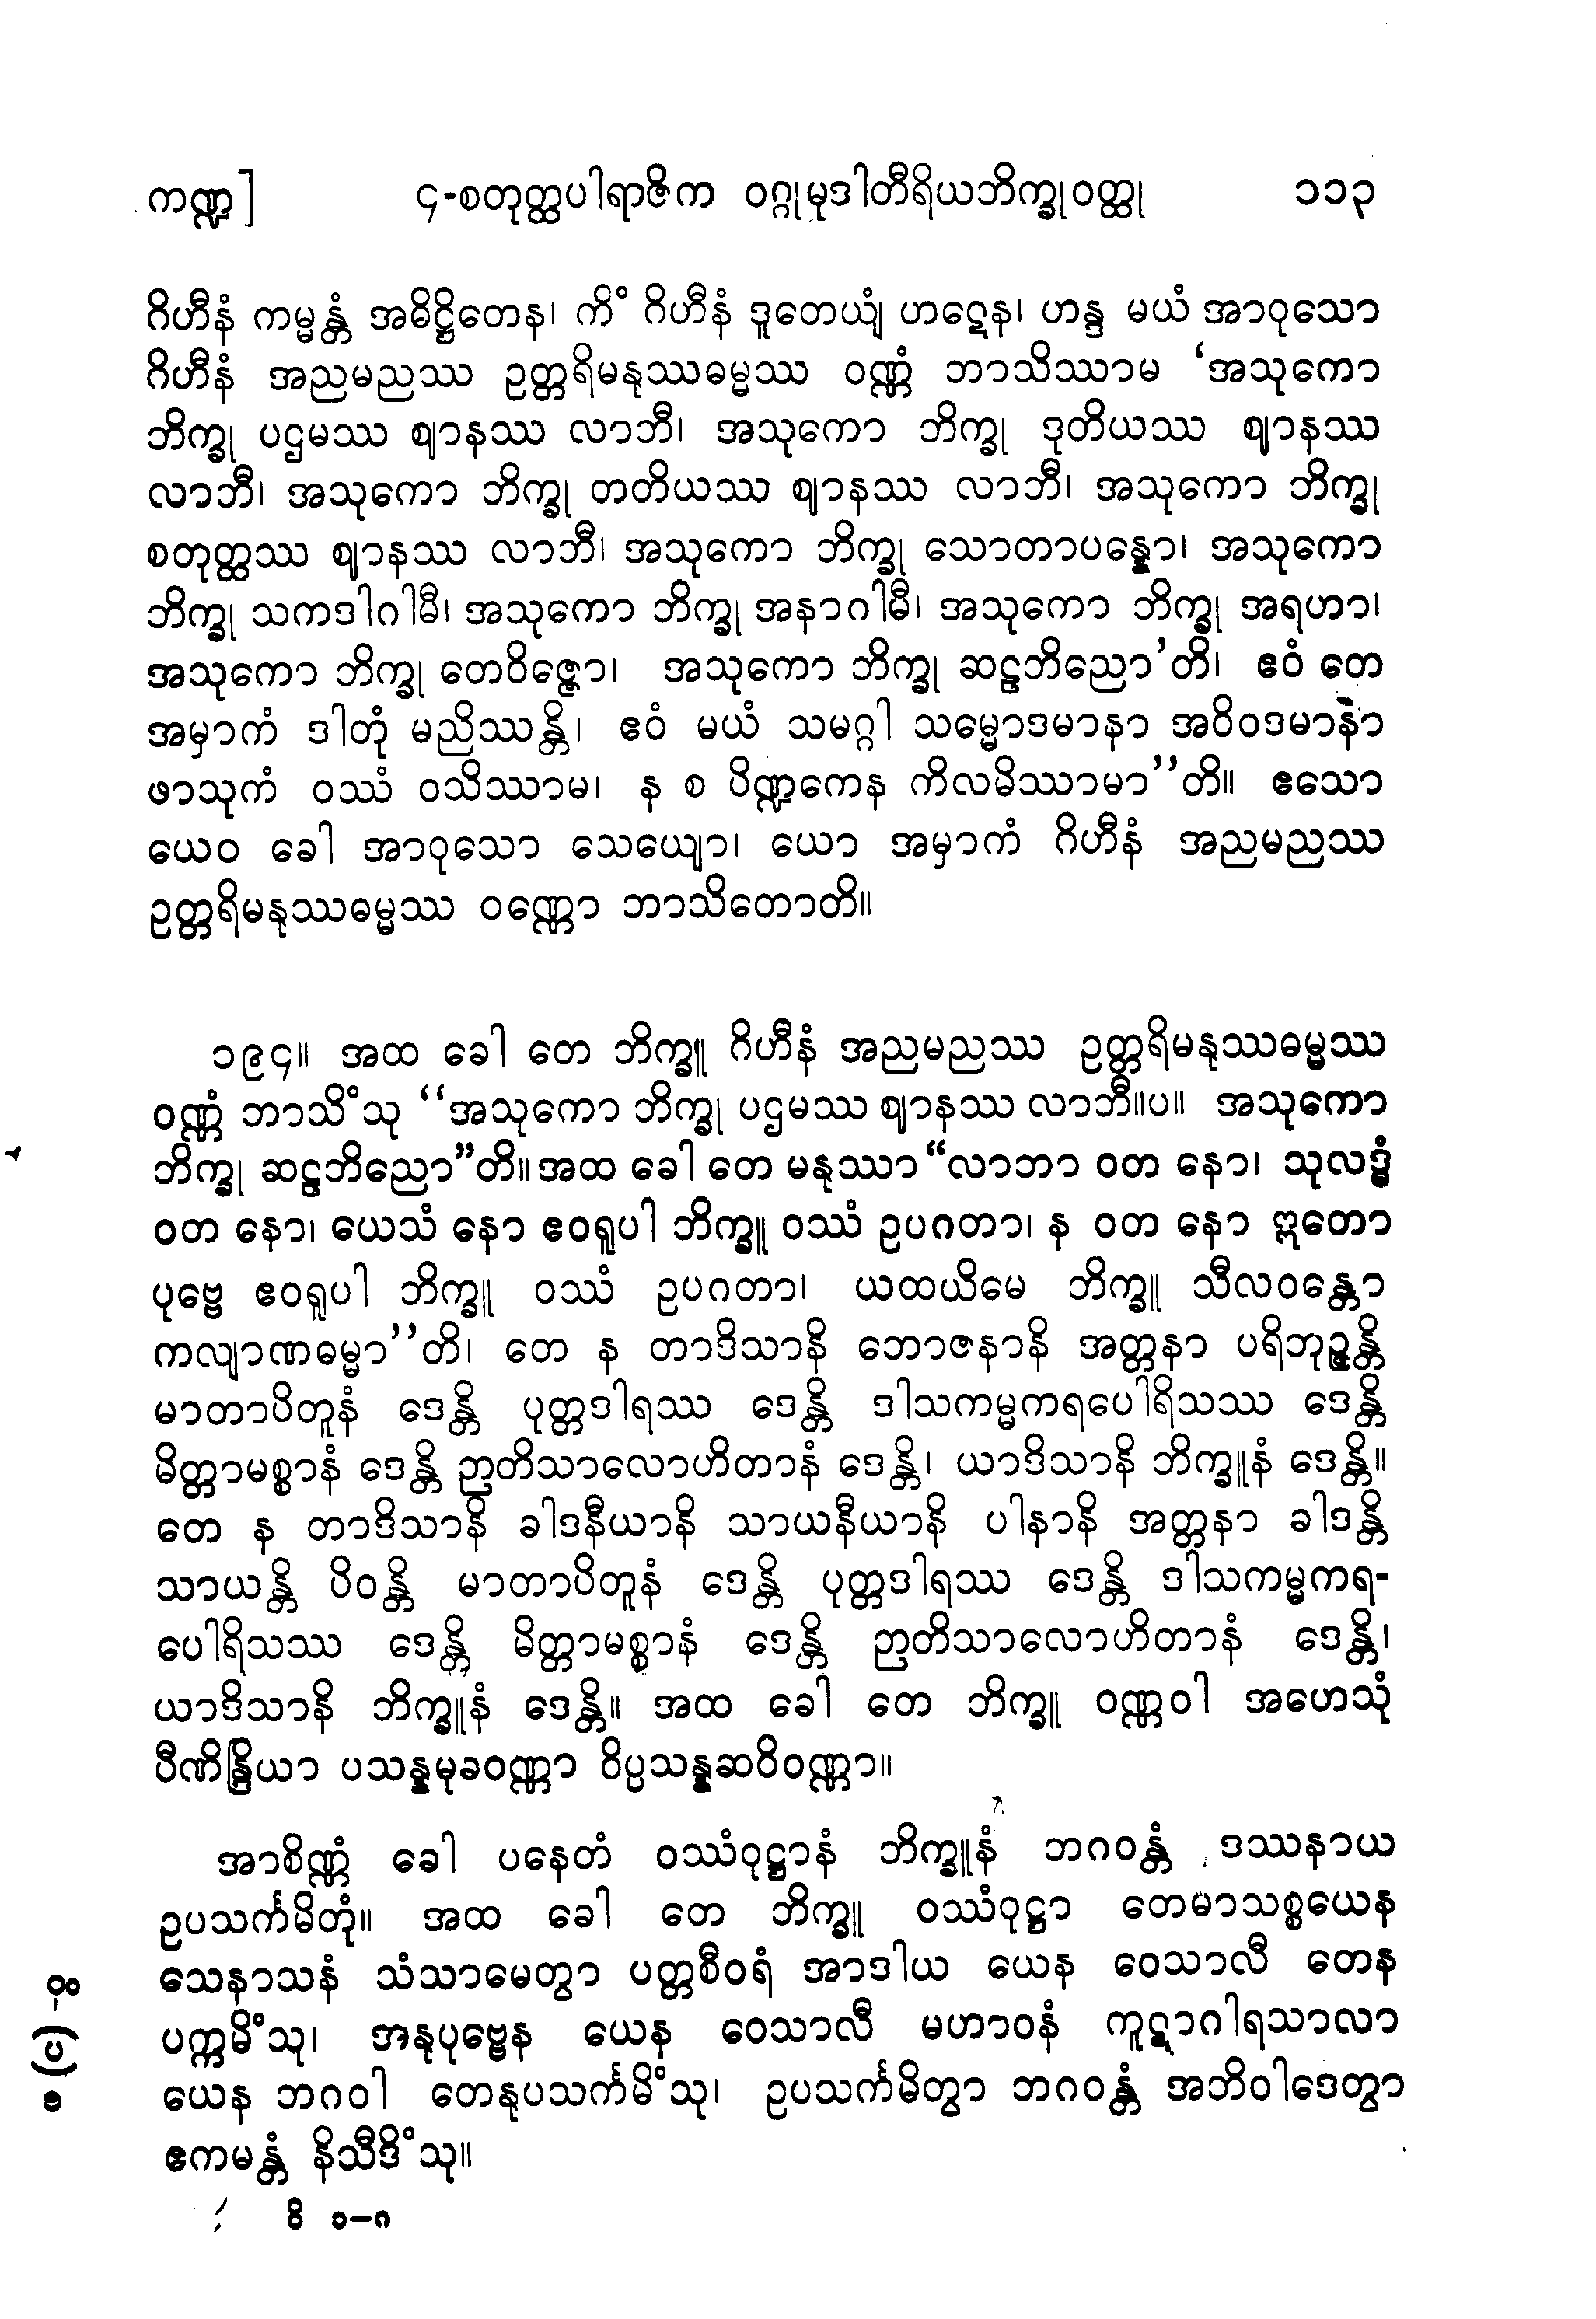 ကဏ္ဍ] ၄-စတုတ္ထပါရာဇိက ဝဂ္ဂုမုဒါတီရိယဘိက္ခုဝတ္ထု ၁၁၃
ဂိဟီနံ ကမ္မန္တံ အဓိဋ္ဌိတေန၊ ကိံ ဂိဟီနံ ဒူတေယျံ ဟဋေန၊ ဟန္ဒ မယံ အာဝုသော
ဂိဟီနံ အညမညဿ ဥတ္တရိမနုဿဓမ္မဿ ဝဏ္ဏံ ဘာသိဿာမ ‘အသုကော
ဘိက္ခု ပဌမဿ ဈာနဿ လာဘီ၊ အသုကော ဘိက္ခု ဒုတိယဿ ဈာနဿ
လာဘီ၊ အသုကော ဘိက္ခု တတိယဿ ဈာနဿ လာဘီ၊ အသုကော ဘိက္ခု
စတုတ္ထဿ ဈာနဿ လာဘီ၊ အသုကော ဘိက္ခု သောတာပန္နော၊ အသုကော
ဘိက္ခု သကဒါဂါမီ၊ အသုကော ဘိက္ခု အနာဂါမီ၊ အသုကော ဘိက္ခု အရဟာ၊
အသုကော ဘိက္ခု တေဝိဇ္ဇော၊ အသုကော ဘိက္ခု ဆဠဘိညော’တိ၊ ဧဝံ တေ
အမှာကံ ဒါတုံ မညိဿန္တိ၊ ဧဝံ မယံ သမဂ္ဂါ သမ္မောဒမာနာ အဝိဝဒမာနာ
ဖာသုကံ ဝဿံ ဝသိဿာမ၊ န စ ပိဏ္ဍကေန ကိလမိဿာမာ’’တိ။ ဧသော
ယေဝ ခေါ အာဝုသော သေယျော၊ ယော အမှာကံ ဂိဟီနံ အညမညဿ
ဥတ္တရိမနုဿဓမ္မဿ ဝဏ္ဏော ဘာသိတောတိ။
၁၉၄။ အထ ခေါ တေ ဘိက္ခူ ဂိဟီနံ အညမညဿ ဥတ္တရိမနုဿဓမ္မဿ
ဝဏ္ဏံ ဘာသိံသု ‘‘အသုကော ဘိက္ခု ပဌမဿ ဈာနဿ လာဘီ။ပ။ အသုကော
ဘိက္ခု ဆဠဘိညော”တိ။ အထ ခေါ တေ မနုဿာ “လာဘာ ဝတ နော၊ သုလဒ္ဓံ
ဝတ နော၊ ယေသံ နော ဧဝရူပါ ဘိက္ခူ ဝဿံ ဥပဂတာ၊ န ဝတ နော ဣတော
ပုဗ္ဗေ ဧဝရူပါ ဘိက္ခူ ဝဿံ ဥပဂတာ၊ ယထယိမေ ဘိက္ခူ သီလဝန္တော
ကလျာဏဓမ္မာ’’တိ၊ တေ န တာဒိသာနိ ဘောဇနာနိ အတ္တနာ ပရိဘုဉ္ဇန္တိ
မာတာပိတူနံ ဒေန္တိ ပုတ္တဒါရဿ ဒေန္တိ ဒါသကမ္မကရပေါရိသဿ ဒေန္တိ
မိတ္တာမစ္စာနံ ဒေန္တိ ဉာတိသာလောဟိတာနံ ဒေန္တိ၊ ယာဒိသာနိ ဘိက္ခူနံ ဒေန္တိ။
တေ န တာဒိသာနိ ခါဒနီယာနိ သာယနီယာနိ ပါနာနိ အတ္တနာ ခါဒန္တိ
သာယန္တိ ပိဝန္တိ မာတာပိတူနံ ဒေန္တိ ပုတ္တဒါရဿ ဒေန္တိ ဒါသကမ္မကရ-
ပေါရိသဿ ဒေန္တိ မိတ္တာမစ္စာနံ ဒေန္တိ ဉာတိသာလောဟိတာနံ ဒေန္တိ၊
ယာဒိသာနိ ဘိက္ခူနံ ဒေန္တိ။ အထ ခေါ တေ ဘိက္ခူ ဝဏ္ဏဝါ အဟေသုံ
ပီဏိန္ဒြိယာ ပသန္နမုခဝဏ္ဏာ ဝိပ္ပသန္နဆဝိဝဏ္ဏာ။
အာစိဏ္ဏံ ခေါ ပနေတံ ဝဿံဝုဋ္ဌာနံ ဘိက္ခူနံ ဘဂဝန္တံ ဒဿနာယ
ဥပသင်္ကမိတုံ။ အထ ခေါ တေ ဘိက္ခူ ဝဿံဝုဋ္ဌာ တေမာသစ္စယေန
သေနာသနံ သံသာမေတွာ ပတ္တစီဝရံ အာဒါယ ယေန ဝေသာလီ တေန
ပက္ကမိံသု၊ အနုပုဗ္ဗေန ယေန ဝေသာလီ မဟာဝနံ ကူဋာဂါရသာလာ
ယေန ဘဂဝါ တေနုပသင်္ကမိံသု၊ ဥပသင်္ကမိတွာ ဘဂဝန္တံ အဘိဝါဒေတွာ
ဧကမန္တံ နိသီဒိံသု။
ဝိ ၁–၈